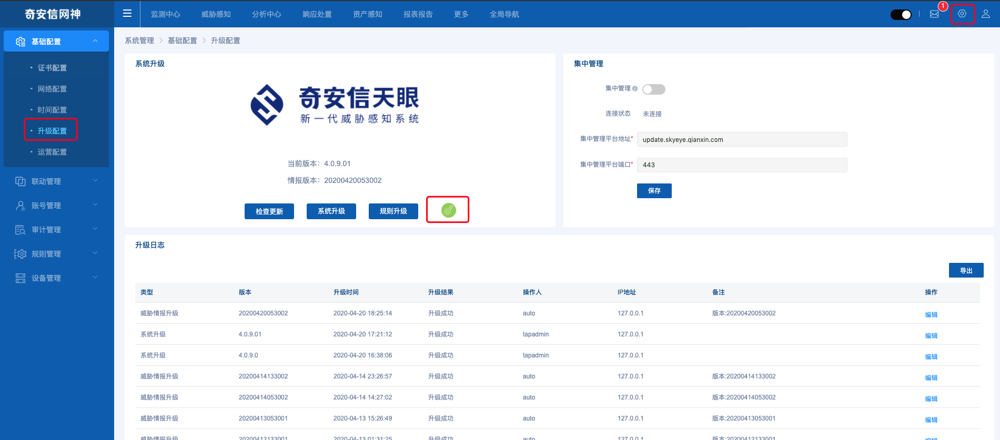 奇安信网神
监测中心 威胁感知 分析中心 响应处置 资产感知 报表报告 更多 全局导航
1
基础配置
证书配置
网络配置
时间配置
升级配置
运营配置
联动管理
账号管理
审计管理
规则管理
设备管理
系统管理 > 基础配置 > 升级配置
系统升级
奇安信天眼
新一代威胁感知系统
当前版本： 4.0.9.01
情报版本： 20200420053002
检查更新 系统升级 规则升级
集中管理
集中管理
连接状态 未连接
集中管理平台地址* update.skyeye.qianxin.com
集中管理平台端口* 443
保存
升级日志
导出
类型 版本 升级时间 升级结果 操作人 IP地址 备注 操作
威胁情报升级 20200420053002 2020-04-20 18:25:14 升级成功 auto 127.0.0.1 版本:20200420053002 编辑
系统升级 4.0.9.01 2020-04-20 17:21:12 升级成功 tapadmin 127.0.0.1 编辑
系统升级 4.0.9.0 2020-04-20 16:38:06 升级成功 tapadmin 127.0.0.1 编辑
威胁情报升级 20200414133002 2020-04-14 23:26:57 升级成功 auto 127.0.0.1 版本:20200414133002 编辑
威胁情报升级 20200414053002 2020-04-14 14:27:02 升级成功 auto 127.0.0.1 版本:20200414053002 编辑
威胁情报升级 20200413053001 2020-04-13 15:26:49 升级成功 auto 127.0.0.1 版本:20200413053001 编辑
威胁情报升级 20200412133001 2020-04-13 01:31:25 升级成功 auto 127.0.0.1 版本:20200412133001